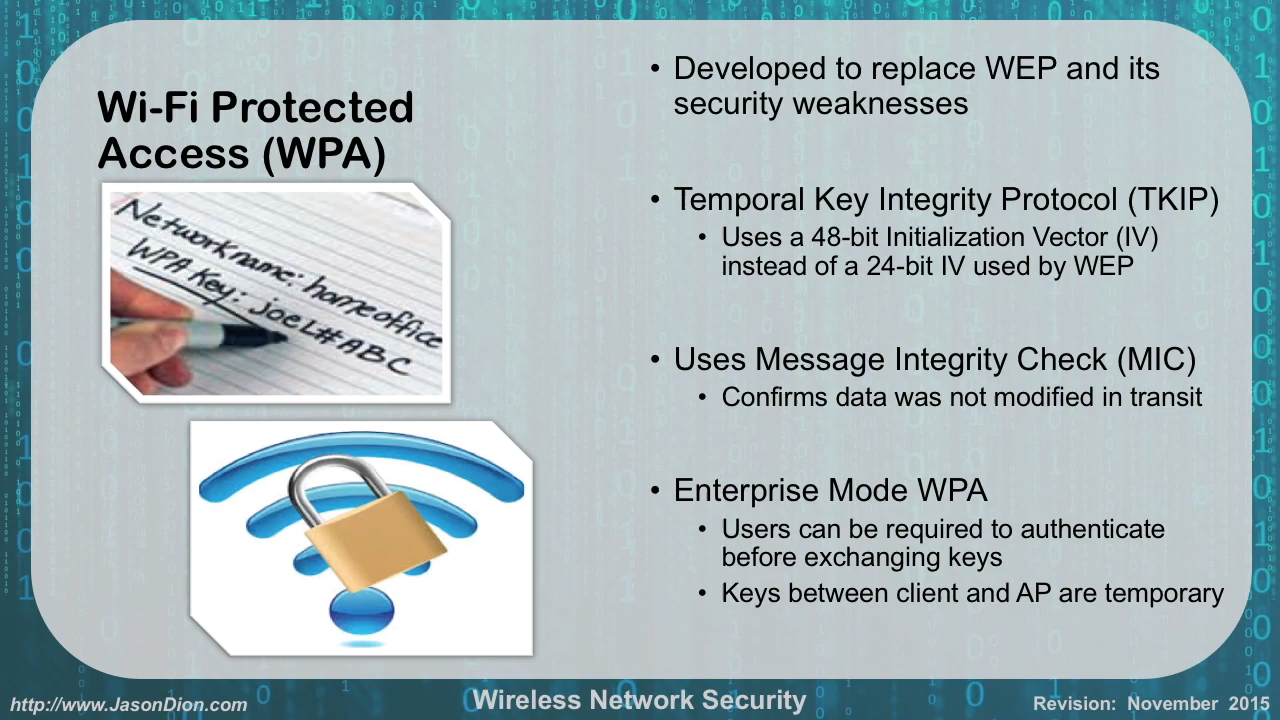 Wi-Fi Protected
Access (WPA)
Network name: homeoffice
WPA Key: joeL#ABC
• Developed to replace WEP and its
security weaknesses
• Temporal Key Integrity Protocol (TKIP)
• Uses a 48-bit Initialization Vector (IV)
instead of a 24-bit IV used by WEP
• Uses Message Integrity Check (MIC)
• Confirms data was not modified in transit
• Enterprise Mode WPA
• Users can be required to authenticate
before exchanging keys
• Keys between client and AP are temporary
http://www.JasonDion.com
Wireless Network Security
Revision: November 2015